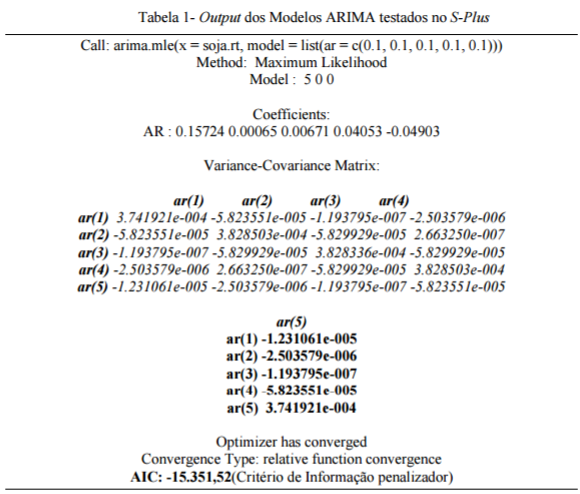 Tabela 1- Output dos Modelos ARIMA testados no S-Plus
Call: arima.mle(x = soja.rt, model = list(ar = c(0.1, 0.1, 0.1, 0.1, 0.1)))
Method: Maximum Likelihood
Model : 5 0 0
Coefficients:
AR : 0.15724 0.00065 0.00671 0.04053 -0.04903
Variance-Covariance Matrix:
ar(1) ar(2) ar(3) ar(4)
ar(1) 3.741921e-004 -5.823551e-005 -1.193795e-007 -2.503579e-006
ar(2) -5.823551e-005 3.828503e-004 -5.829929e-005 2.663250e-007
ar(3) -1.193795e-007 -5.829929e-005 3.828336e-004 -5.829929e-005
ar(4) -2.503579e-006 2.663250e-007 -5.829929e-005 3.828503e-004
ar(5) -1.231061e-005 -2.503579e-006 -1.193795e-007 -5.823551e-005
ar(5)
ar(1) -1.231061e-005
ar(2) -2.503579e-006
ar(3) -1.193795e-007
ar(4) -5.823551e-005
ar(5) 3.741921e-004
Optimizer has converged
Convergence Type: relative function convergence
AIC: -15.351,52(Critério de Informação penalizador)